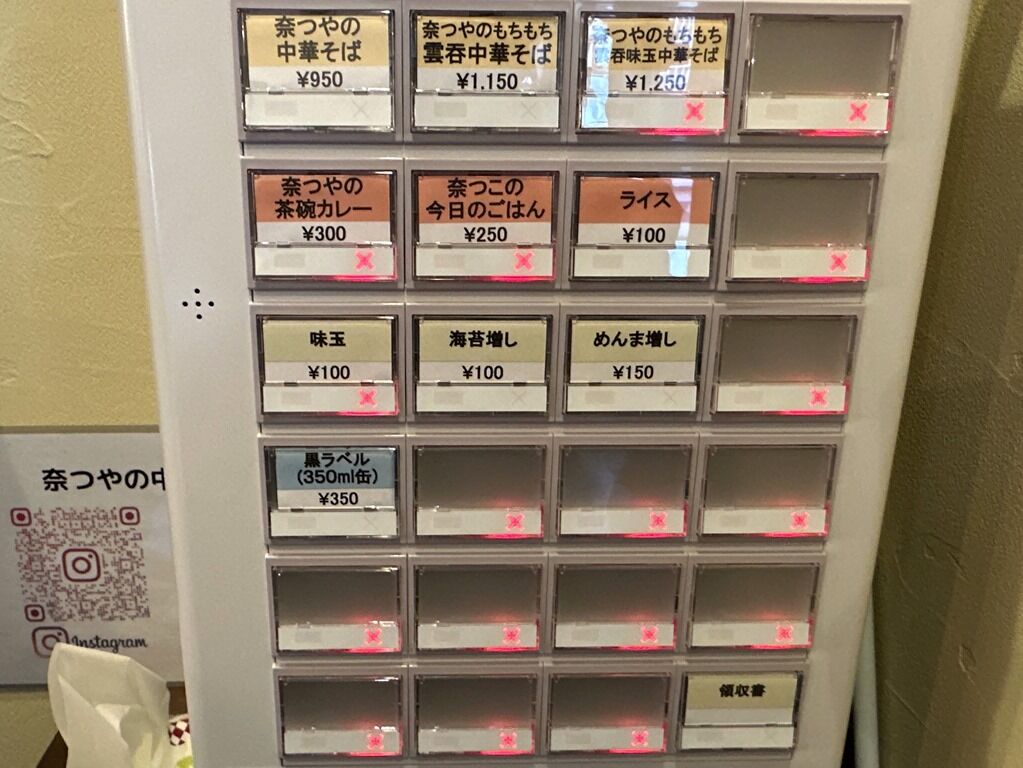 奈つやの
中華そば
¥950
奈つやのもちもち
雲呑中華そば
¥1,150
奈つやのもちもち
雲呑味玉中華そば
¥1,250
奈つやの
茶碗カレー
¥300
奈つこの
今日のごはん
¥250
ライス
¥100
味玉
¥100
海苔増し
¥100
めんま増し
¥150
黒ラベル
(350ml缶)
¥350
領収書
奈つやの中
Instagram